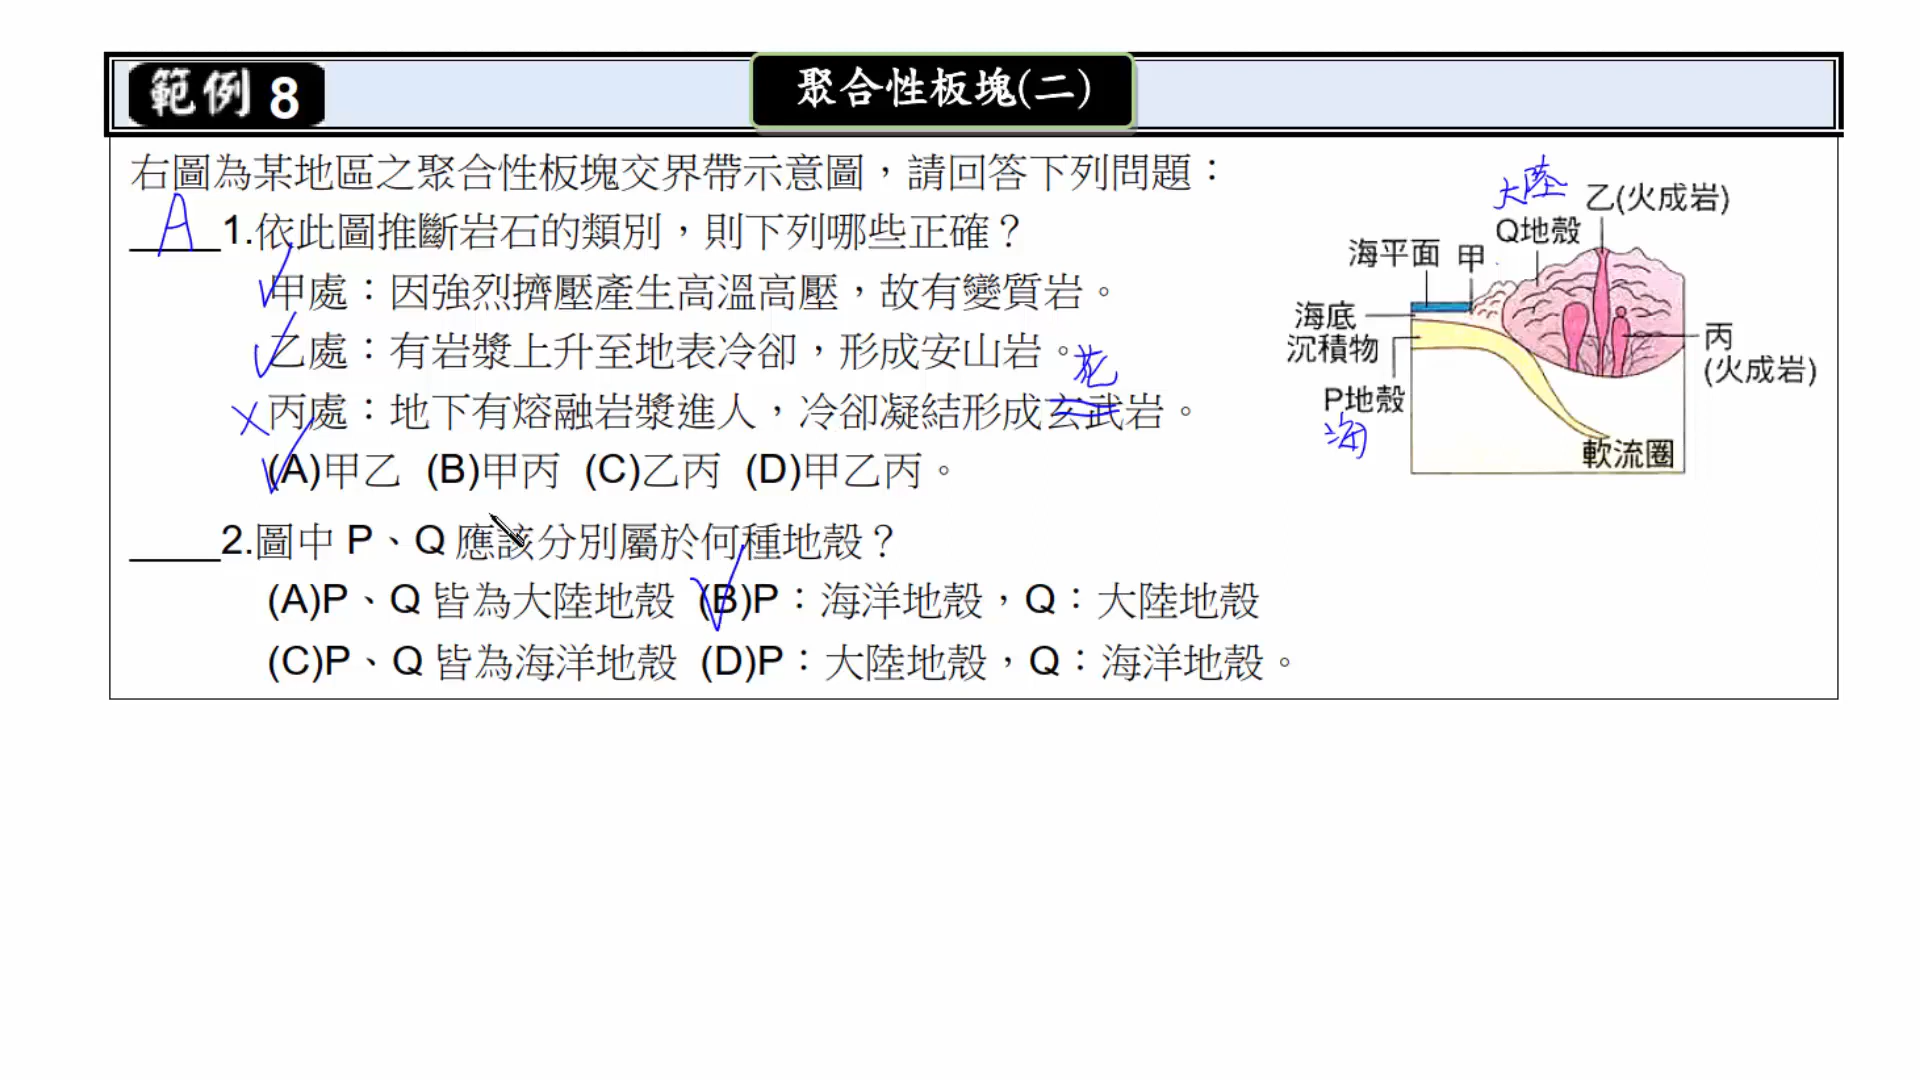 範例 8
聚合性板塊(二)
右圖為某地區之聚合性板塊交界帶示意圖，請回答下列問題：
A 1.依此圖推斷岩石的類別，則下列哪些正確？
✓甲處：因強烈擠壓產生高溫高壓，故有變質岩。
✓乙處：有岩漿上升至地表冷卻，形成安山岩。
花
✗丙處：地下有熔融岩漿進人，冷卻凝結形成玄武岩。
✓(A)甲乙 (B)甲丙 (C)乙丙 (D)甲乙丙。
____2.圖中 P、Q 應該分別屬於何種地殼？
(A)P、Q 皆為大陸地殼 ✓(B)P：海洋地殼，Q：大陸地殼
(C)P、Q 皆為海洋地殼 (D)P：大陸地殼，Q：海洋地殼。
大陸
乙(火成岩)
Q地殼
海平面 甲
海底
沉積物
丙
(火成岩)
P地殼
海
軟流圈